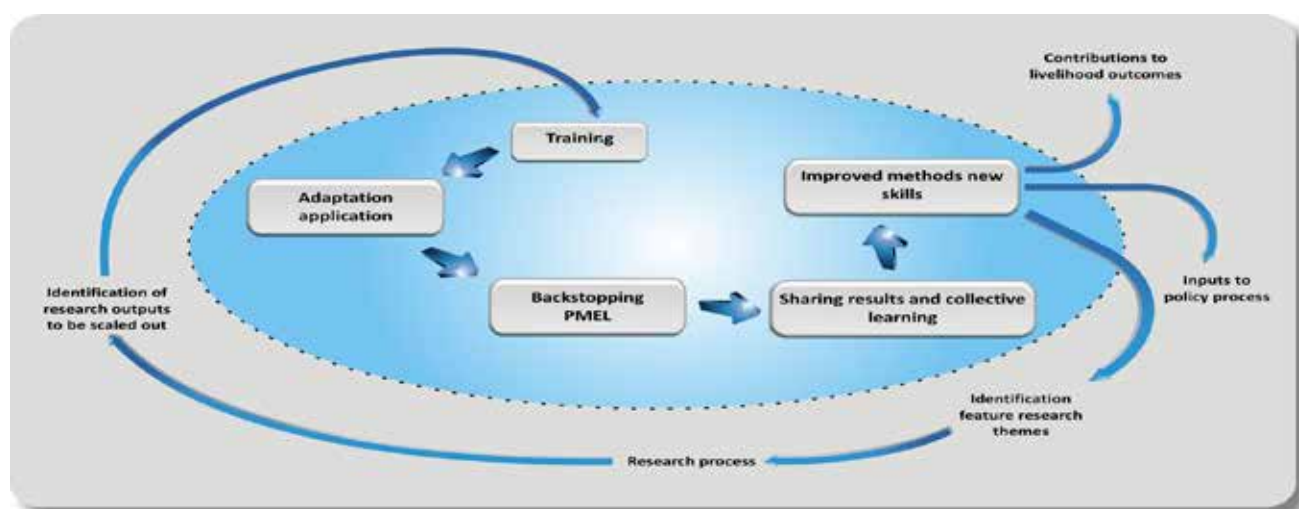 Contributions to
livelihood outcomes
Training
Improved methods new
skills
Adaptation
application
Identification of
research outputs
to be scaled out
Backstopping
PMEL
Sharing results and collective
learning
Inputs to
policy process
Identification
feature research
themes
Research process